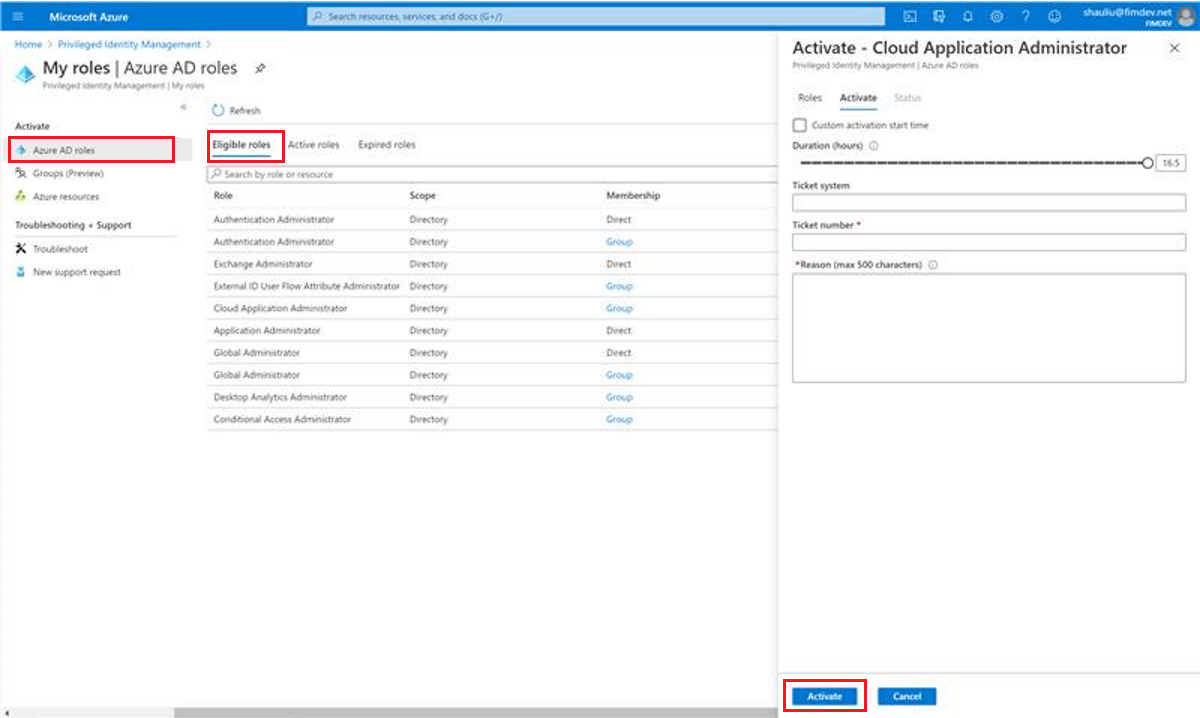 Microsoft Azure
Search resources, services, and docs (G+/)
shauliu@fimdev.net
FIMDEV
Home > Privileged Identity Management >
My roles | Azure AD roles
Privileged Identity Management | My roles
«
Activate
Azure AD roles
Groups (Preview)
Azure resources
Troubleshooting + Support
Troubleshoot
New support request
Refresh
Eligible roles Active roles Expired roles
Search by role or resource
Role Scope Membership
Authentication Administrator Directory Direct
Authentication Administrator Directory Group
Exchange Administrator Directory Direct
External ID User Flow Attribute Administrator Directory Group
Cloud Application Administrator Directory Group
Application Administrator Directory Direct
Global Administrator Directory Direct
Global Administrator Directory Group
Desktop Analytics Administrator Directory Group
Conditional Access Administrator Directory Group
Activate - Cloud Application Administrator
Privileged Identity Management | Azure AD roles
Roles Activate Status
Custom activation start time
Duration (hours)
16.5
Ticket system
Ticket number *
*Reason (max 500 characters)
Activate Cancel